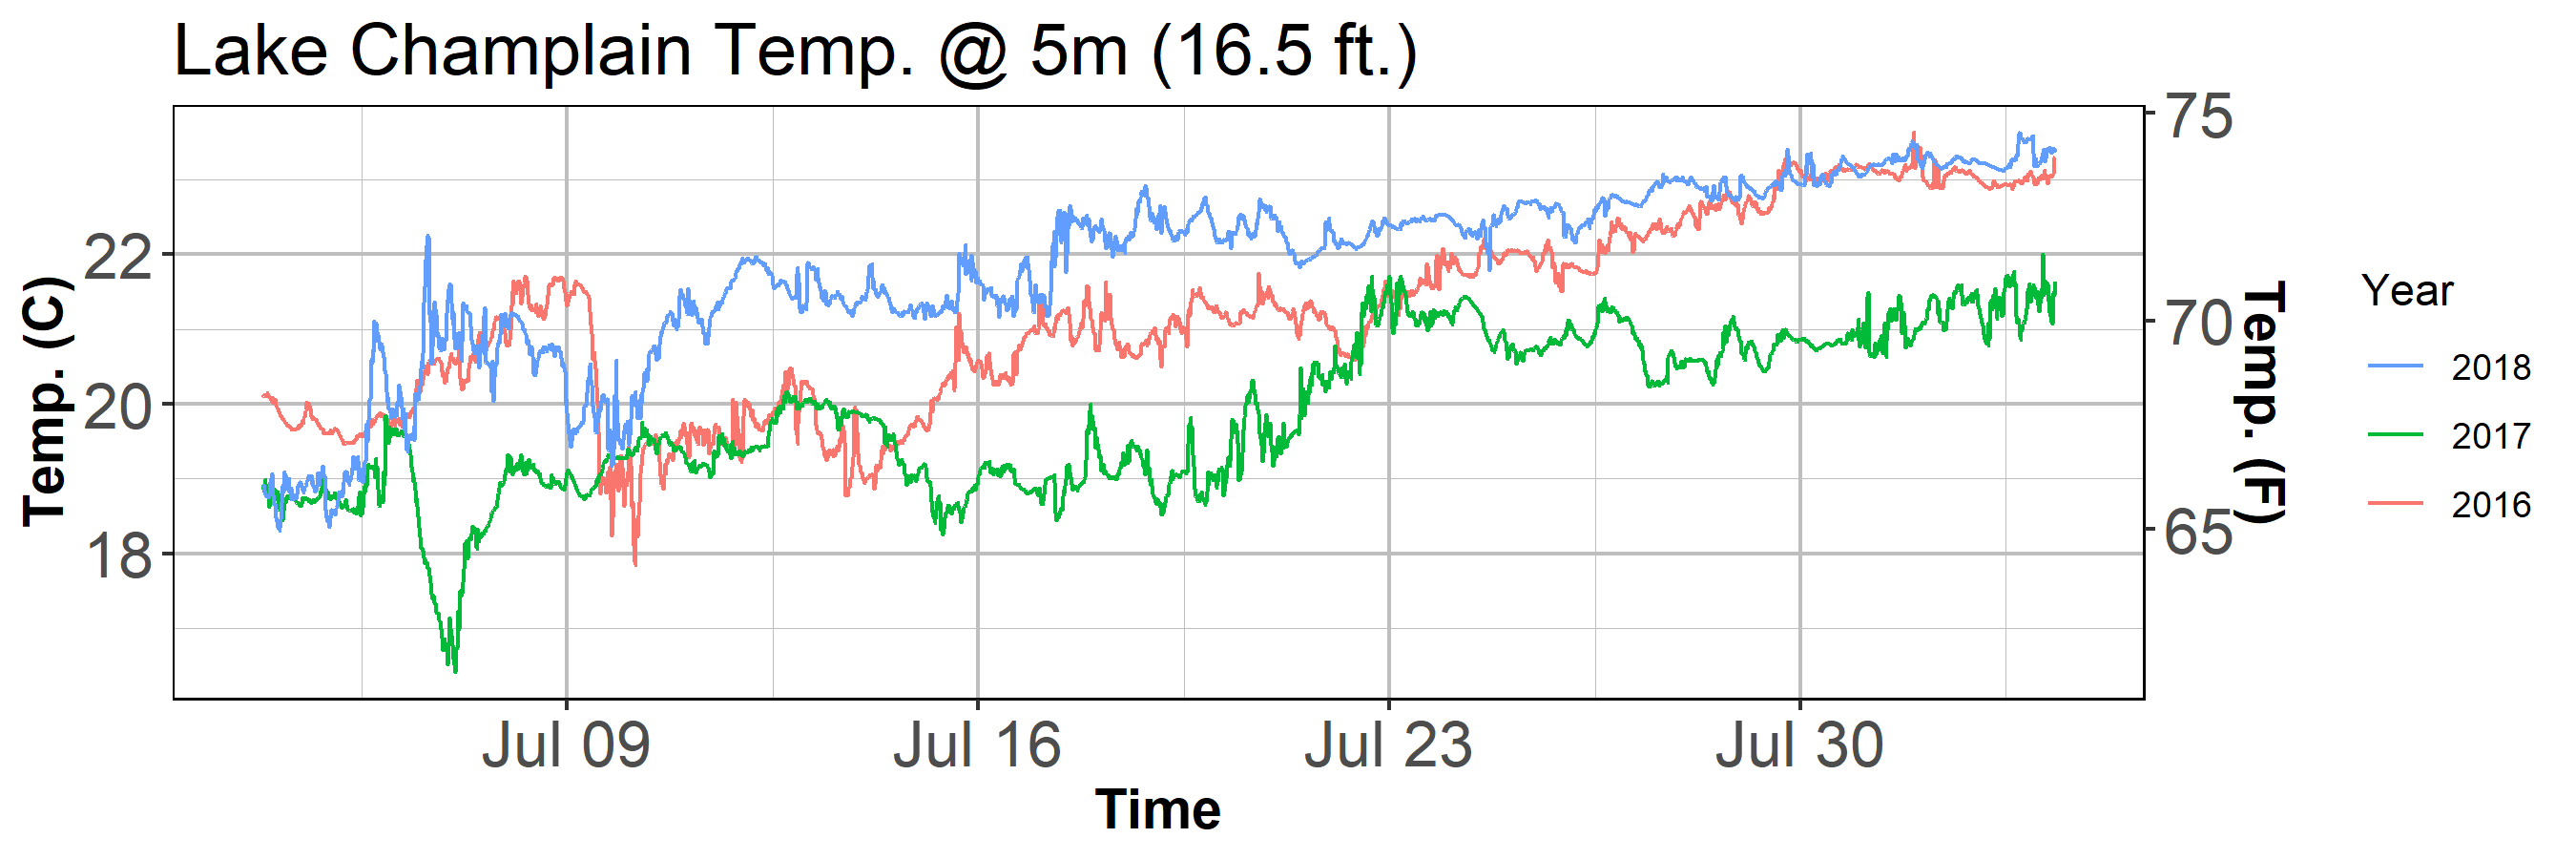 Lake Champlain Temp. @ 5m (16.5 ft.)
Temp. (C)
22
20
18
75
70
65
Temp. (F)
Jul 09
Jul 16
Jul 23
Jul 30
Time
Year
2018
2017
2016